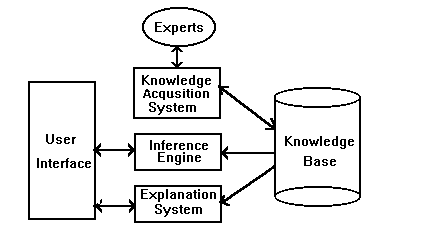 Experts
Knowledge
Acqusition
System
User
Interface
Inference
Engine
Knowledge
Base
Explanation
System